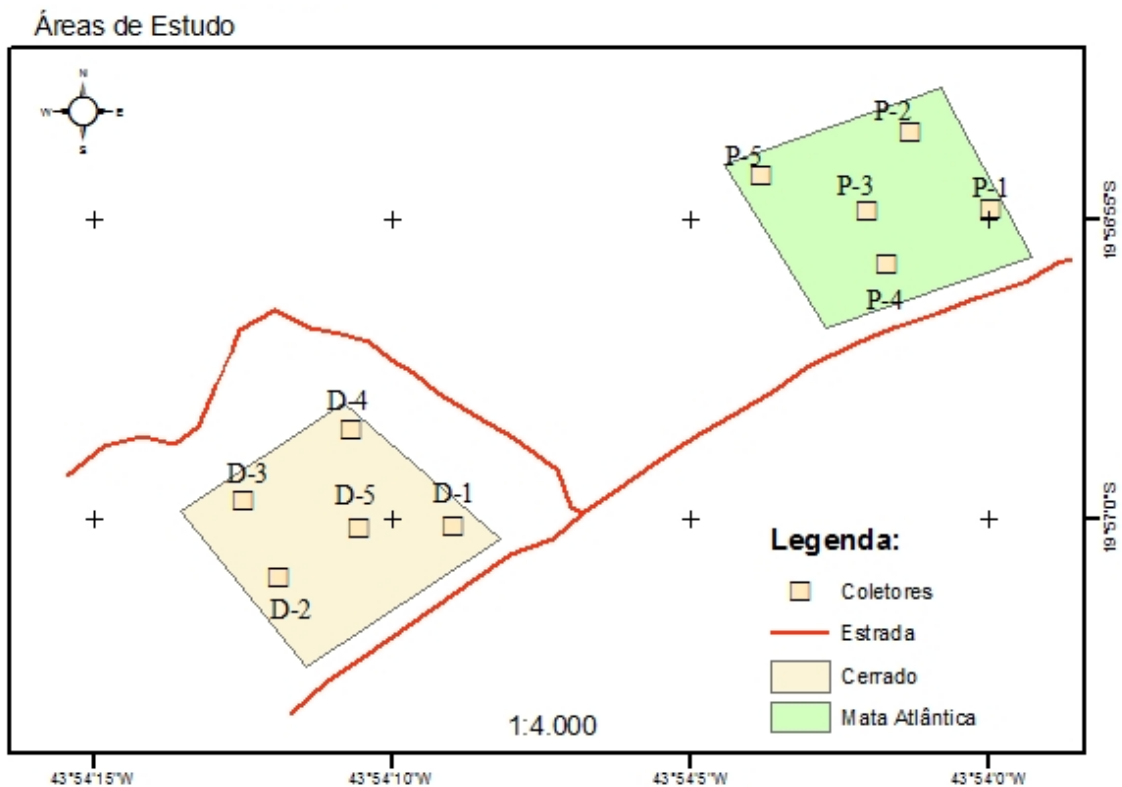 Áreas de Estudo
N
W
E
S
P-2
P-5
P-3
P-1
P-4
19°56'55"S
D-4
D-3
D-5
D-1
D-2
19°57'0"S
Legenda:
Coletores
Estrada
Cerrado
Mata Atlântica
1:4.000
43°54'15"W
43°54'10"W
43°54'5"W
43°54'0"W